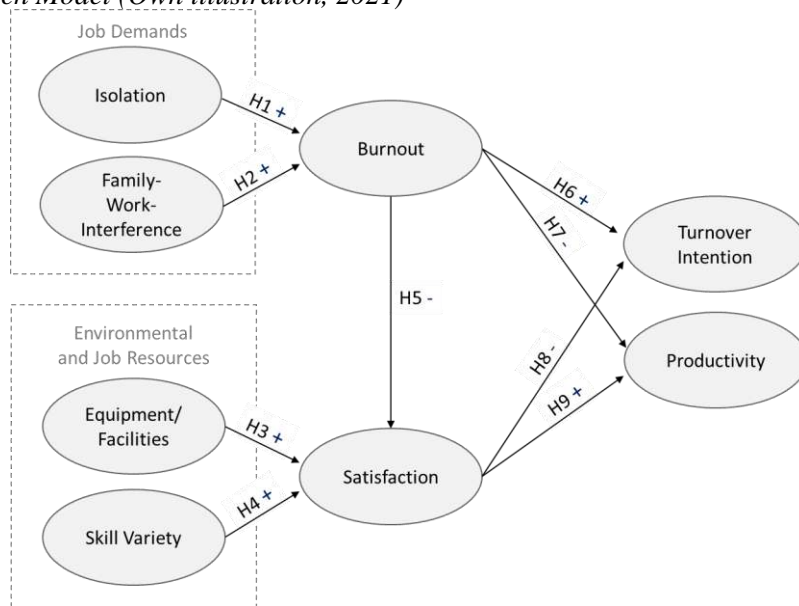 Model (Own illustration, 2021)
Job Demands
Isolation
H1 +
Burnout
Family-
Work-
Interference
H2 +
H6 +
H7 -
Turnover
Intention
H5 -
Environmental
and Job Resources
H8 -
Productivity
Equipment/
Facilities
H3 +
H9 +
Satisfaction
H4 +
Skill Variety